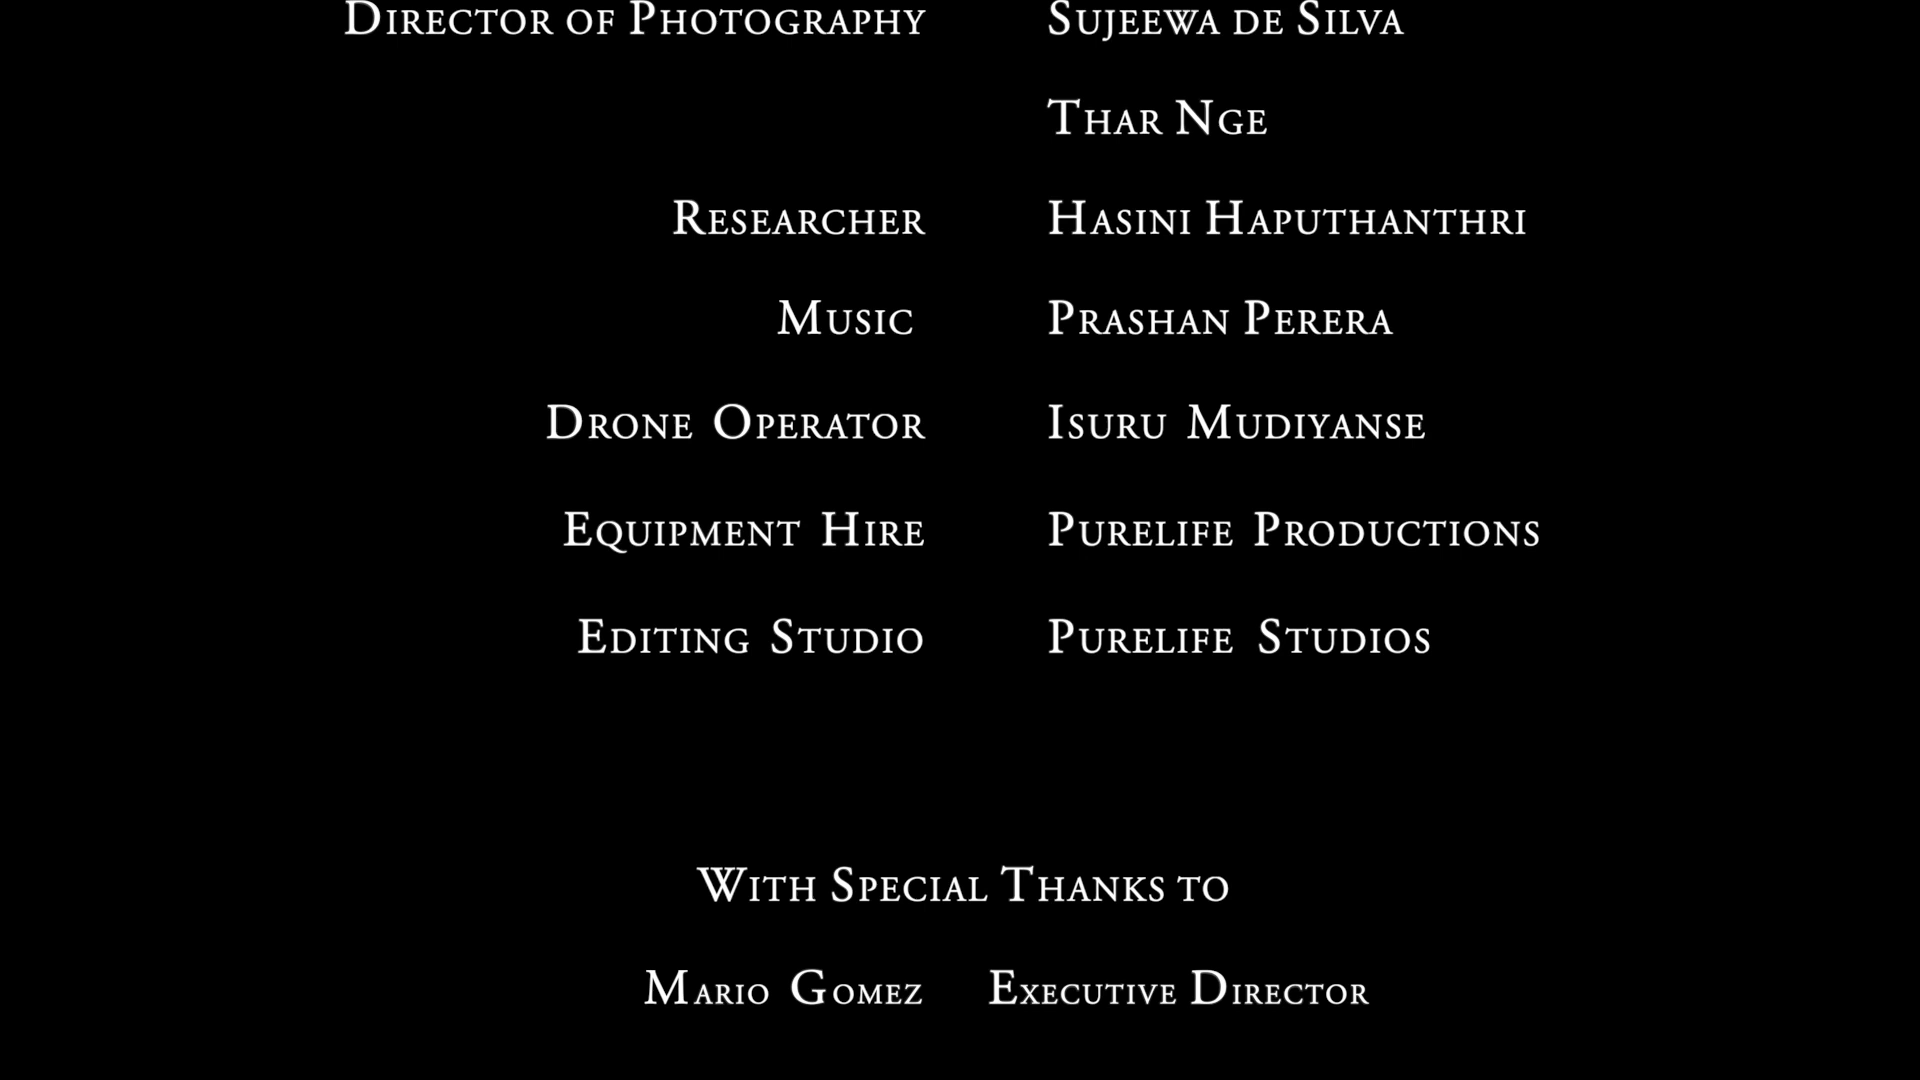 Director of Photography Sujeewa de Silva
Thar Nge
Researcher Hasini Haputhanthri
Music Prashan Perera
Drone Operator Isuru Mudiyanse
Equipment Hire Purelife Productions
Editing Studio Purelife Studios
With Special Thanks to
Mario Gomez Executive Director